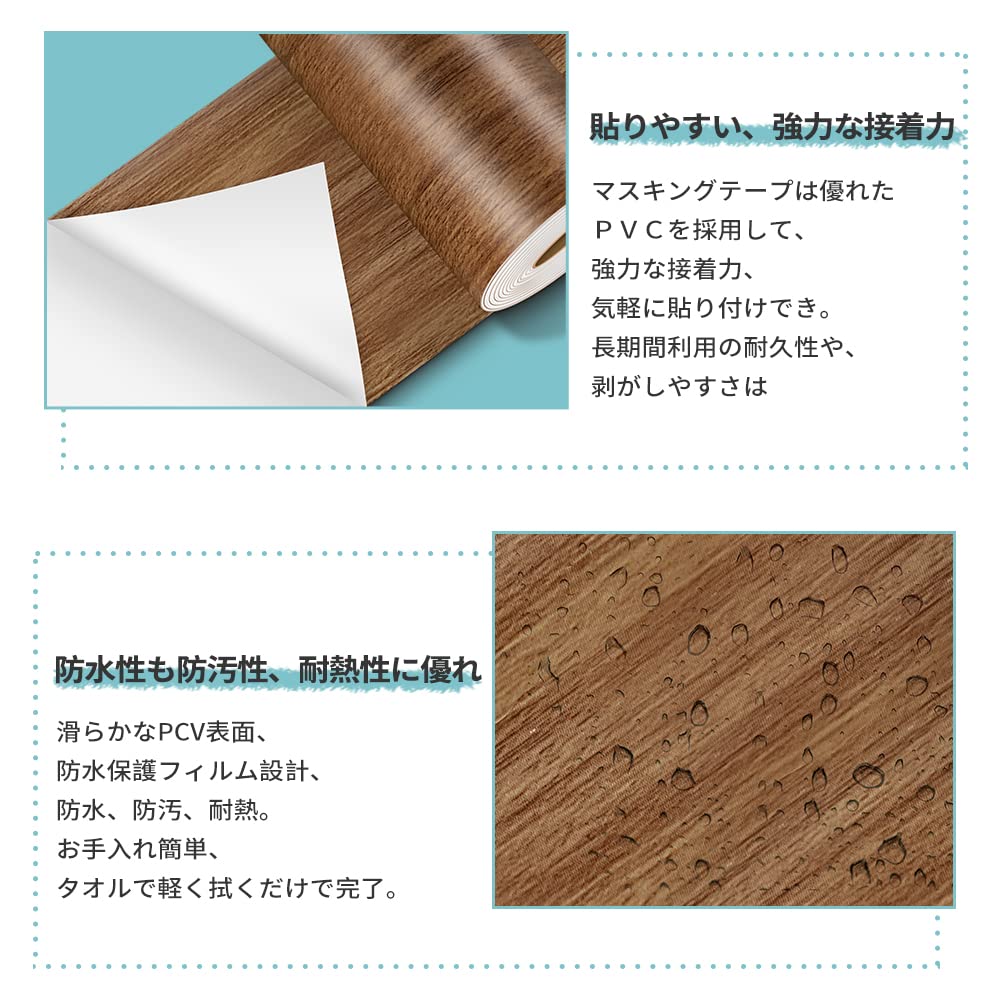 貼りやすい、強力な接着力
マスキングテープは優れた
ＰＶＣを採用して、
強力な接着力、
気軽に貼り付けでき。
長期間利用の耐久性や、
剥がしやすさは
防水性も防汚性、耐熱性に優れ
滑らかなPCV表面、
防水保護フィルム設計、
防水、防汚、耐熱。
お手入れ簡単、
タオルで軽く拭くだけで完了。